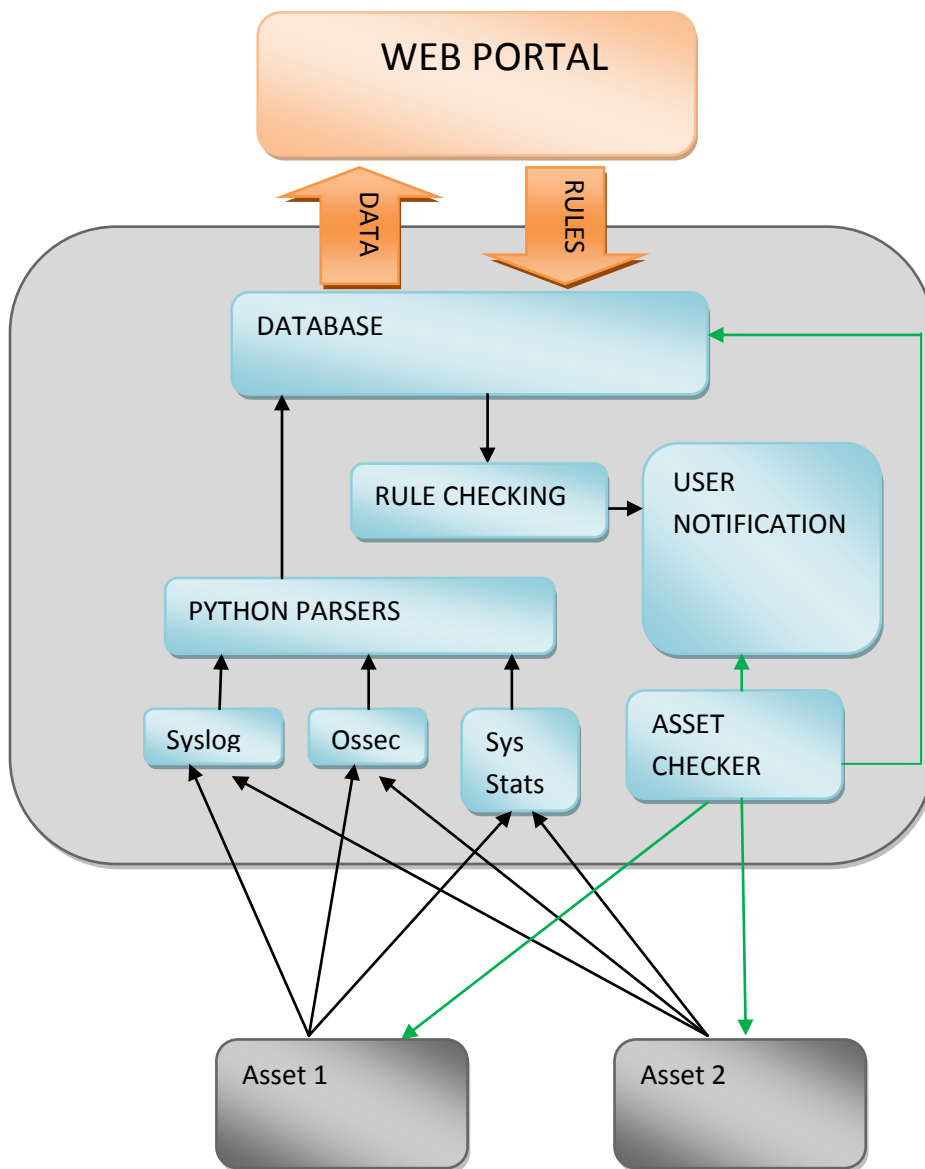 WEB PORTAL
DATA
RULES
DATABASE
RULE CHECKING
USER
NOTIFICATION
PYTHON PARSERS
Syslog
Ossec
Sys
Stats
ASSET
CHECKER
Asset 1
Asset 2